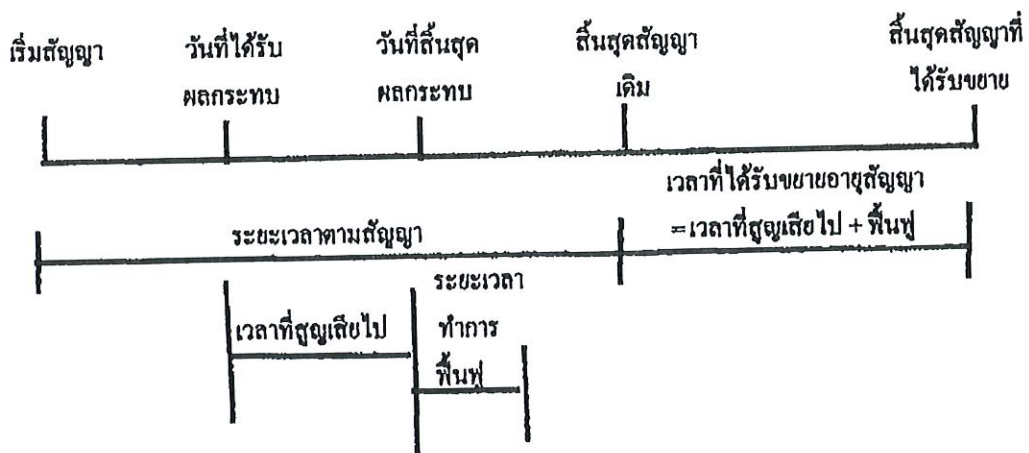 เริ่มสัญญา
วันที่ได้รับ
ผลกระทบ
วันที่สิ้นสุด
ผลกระทบ
สิ้นสุดสัญญา
เดิม
สิ้นสุดสัญญาที่
ได้รับขยาย
เวลาที่ได้รับขยายอายุสัญญา
=เวลาที่สูญเสียไป + ฟื้นฟู
ระยะเวลาตามสัญญา
เวลาที่สูญเสียไป
ระยะเวลา
ทำการ
ฟื้นฟู